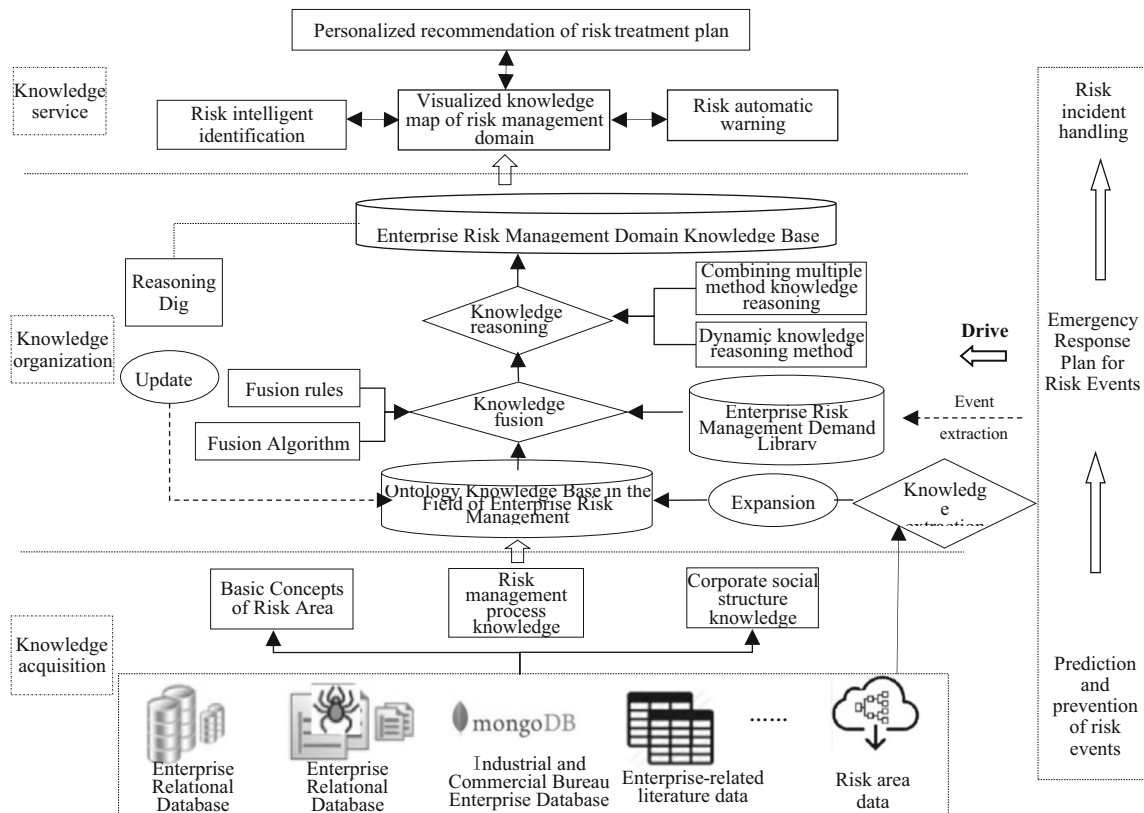 Personalized recommendation of risk treatment plan
Knowledge
service
Risk intelligent
identification
Visualized knowledge
map of risk management
domain
Risk automatic
warning
Risk
incident
handling
Enterprise Risk Management Domain Knowledge Base
Reasoning
Dig
Knowledge
reasoning
Combining multiple
method knowledge
reasoning
Dynamic knowledge
reasoning method
Knowledge
organization
Update
Fusion rules
Fusion Algorithm
Knowledge
fusion
Enterprise Risk
Management Demand
Library
Drive
Event
extraction
Emergency
Response
Plan for
Risk Events
Ontology Knowledge Base in the
Field of Enterprise Risk
Management
Expansion
Knowledg
e
extraction
Knowledge
acquisition
Basic Concepts
of Risk Area
Risk
management
process
knowledge
Corporate social
structure
knowledge
Prediction
and
prevention
of risk
events
mongoDB
......
Enterprise
Relational
Database
Enterprise
Relational
Database
Industrial and
Commercial Bureau
Enterprise Database
Enterprise-related
literature data
Risk area
data